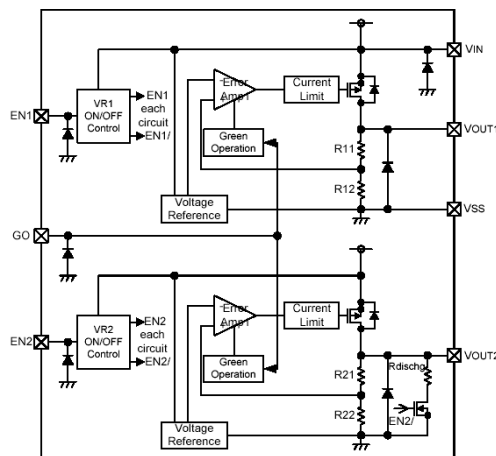 VIN
EN1
VR1
ON/OFF
Control
EN1
each
circuit
EN1/
Error
Amp1
Current
Limit
Green
Operation
R11
R12
VOUT1
Voltage
Reference
VSS
GO
EN2
VR2
ON/OFF
Control
EN2
each
circuit
EN2/
Error
Amp1
Current
Limit
Green
Operation
R21
R22
Rdischg
EN2/
VOUT2
Voltage
Reference